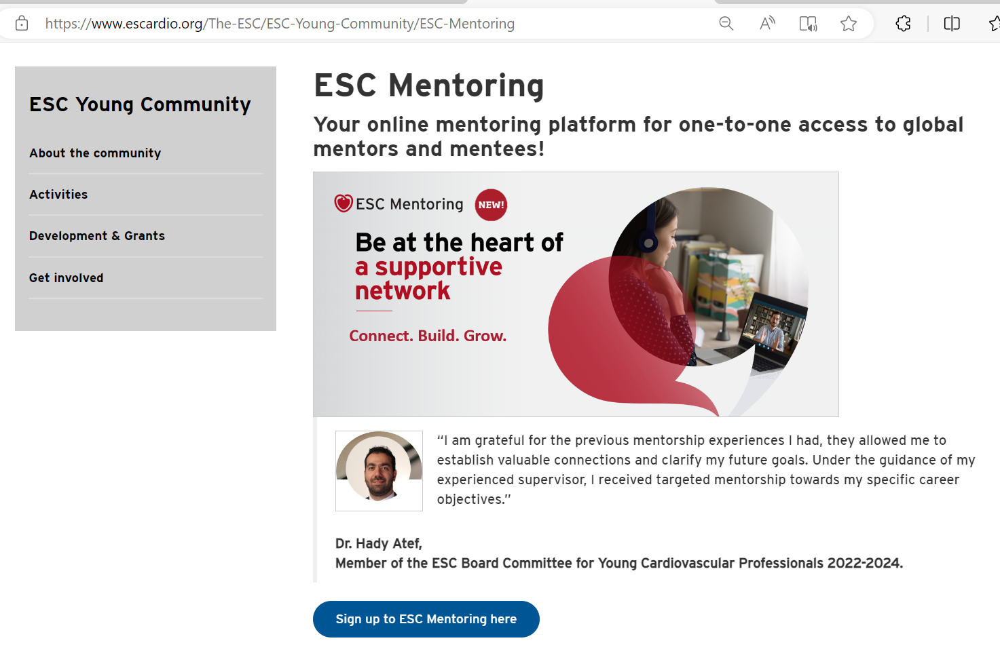 https://www.escardio.org/The-ESC/ESC-Young-Community/ESC-Mentoring
ESC Young Community
About the community
Activities
Development & Grants
Get involved
ESC Mentoring
Your online mentoring platform for one-to-one access to global
mentors and mentees!
ESC Mentoring
NEW!
Be at the heart of
a supportive
network
Connect. Build. Grow.
“I am grateful for the previous mentorship experiences I had, they allowed me to
establish valuable connections and clarify my future goals. Under the guidance of my
experienced supervisor, I received targeted mentorship towards my specific career
objectives.”
Dr. Hady Atef,
Member of the ESC Board Committee for Young Cardiovascular Professionals 2022-2024.
Sign up to ESC Mentoring here